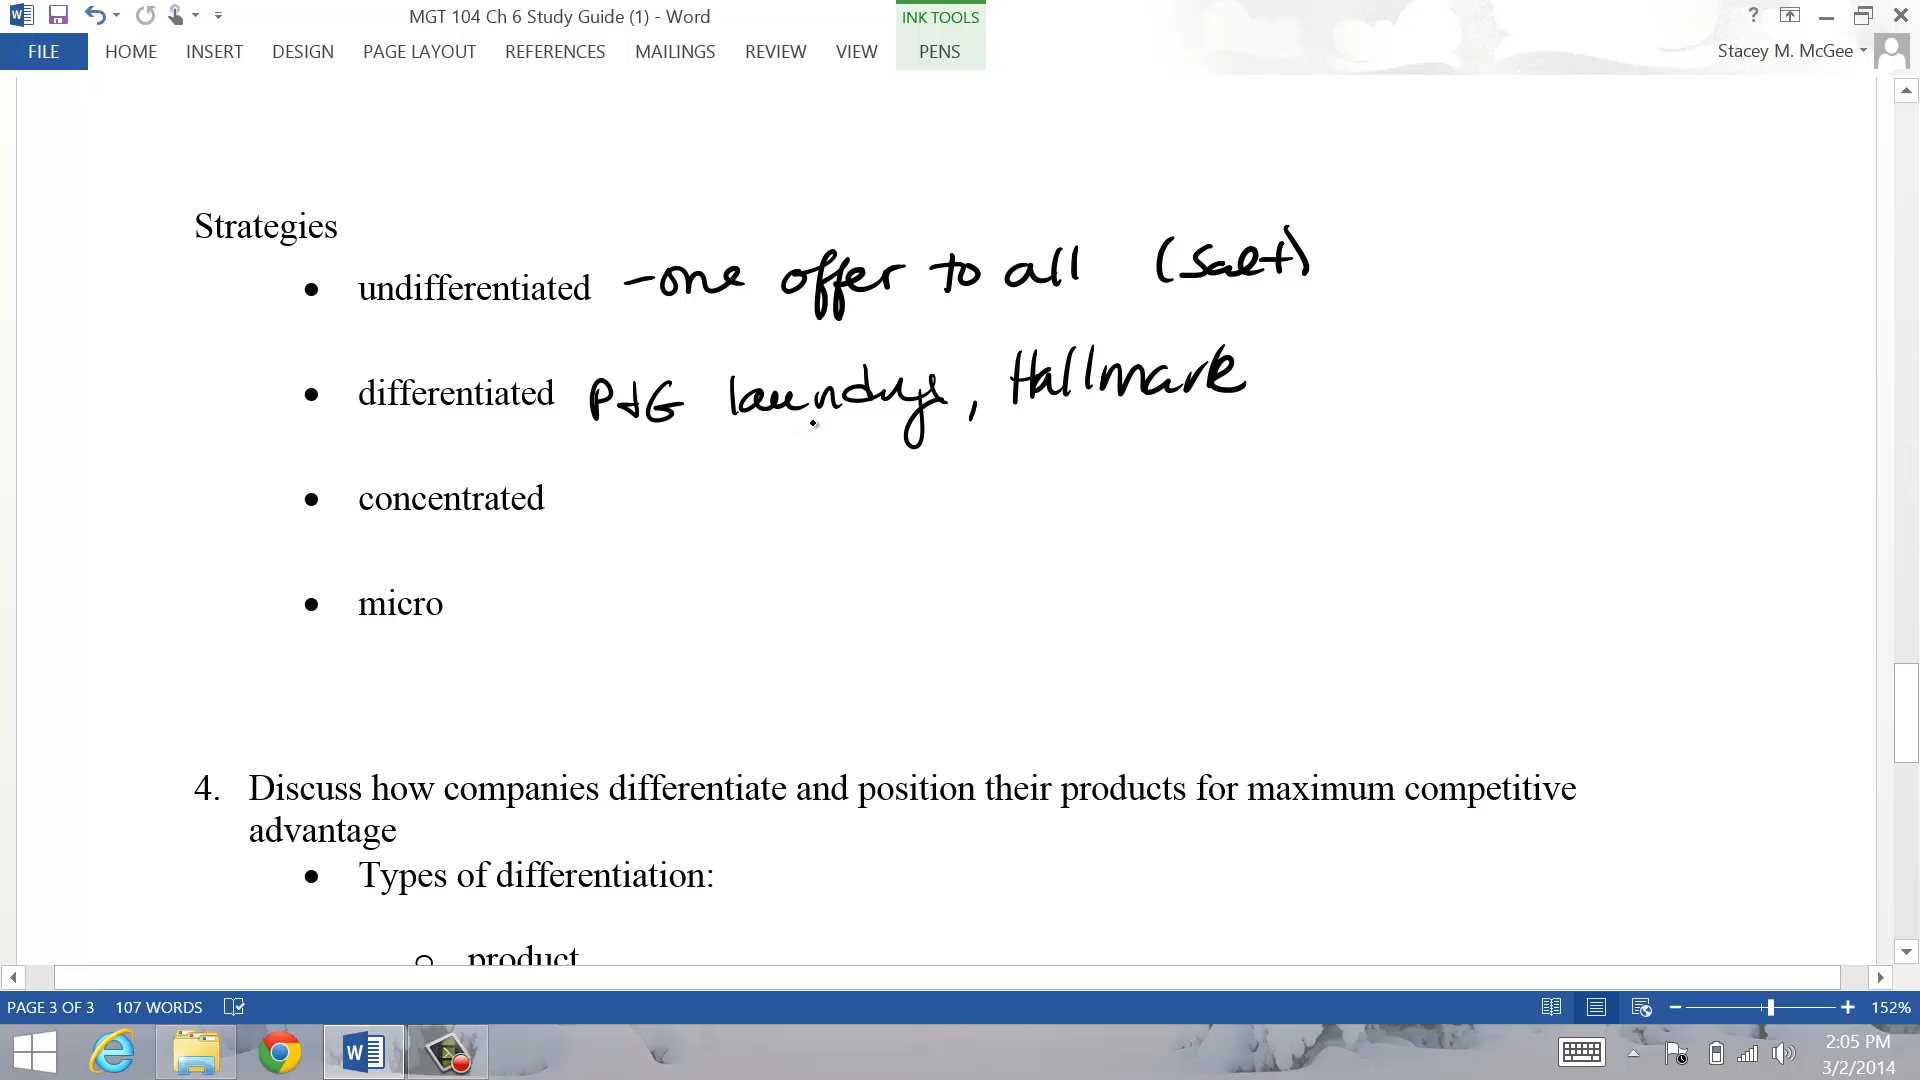 MGT 104 Ch 6 Study Guide (1) - Word
INK TOOLS
FILE HOME INSERT DESIGN PAGE LAYOUT REFERENCES MAILINGS REVIEW VIEW PENS
Stacey M. McGee
Strategies
• undifferentiated - one offer to all (salt)
• differentiated P&G laundry, Hallmark
• concentrated
• micro
4. Discuss how companies differentiate and position their products for maximum competitive
advantage
• Types of differentiation:
o product
PAGE 3 OF 3 107 WORDS 152%
2:05 PM
3/2/2014